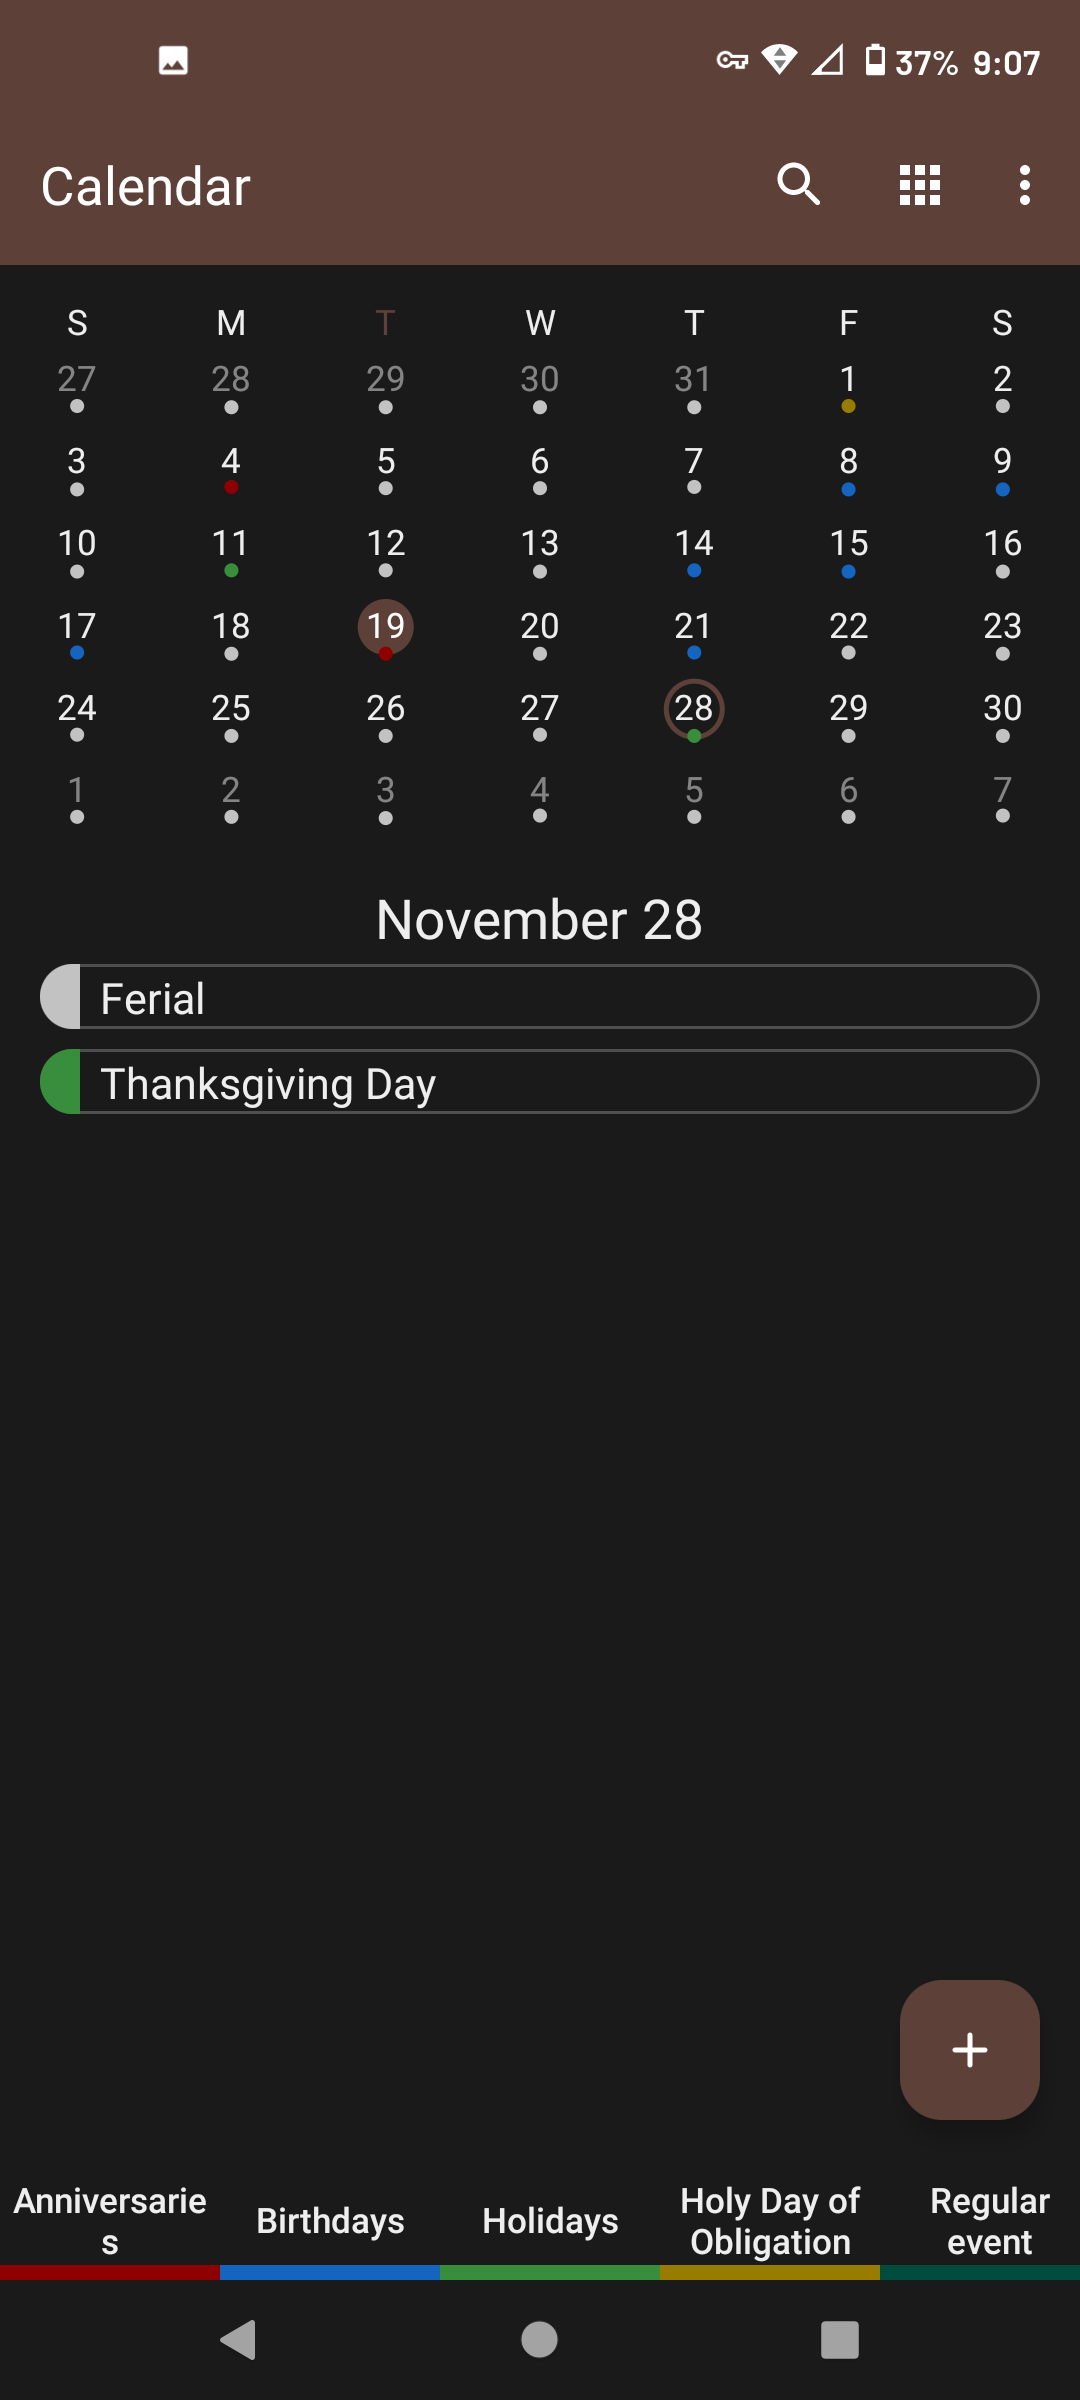 37% 9:07
Calendar
S M T W T F S
27 28 29 30 31 1 2
3 4 5 6 7 8 9
10 11 12 13 14 15 16
17 18 19 20 21 22 23
24 25 26 27 28 29 30
1 2 3 4 5 6 7
November 28
Ferial
Thanksgiving Day
Anniversarie
s
Birthdays
Holidays
Holy Day of
Obligation
Regular
event